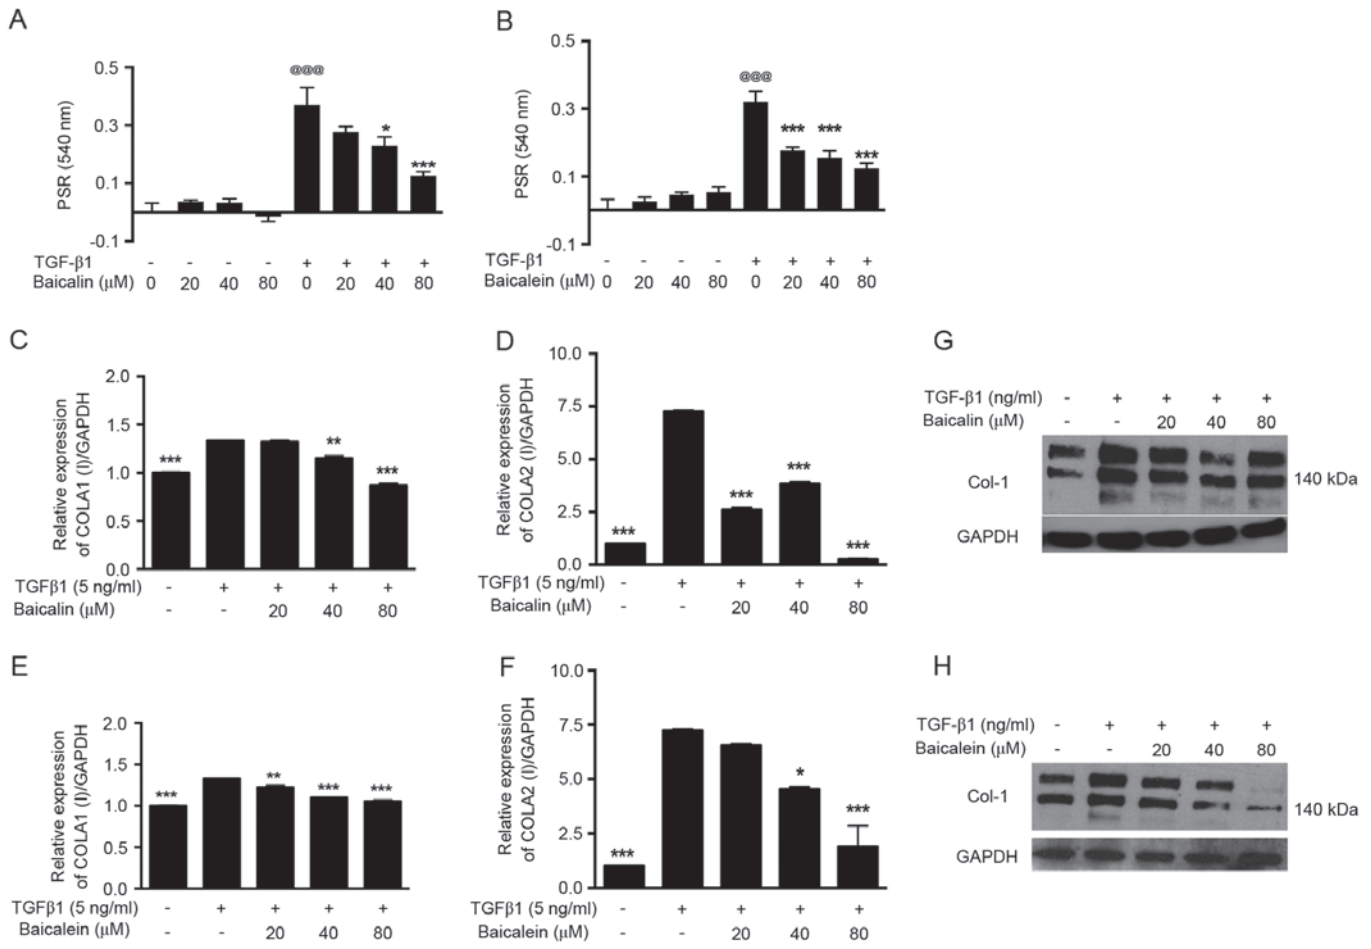 A
PSR (540 nm)
0.5
0.3
0.1
-0.1
@@@
*
***
TGF-β1 - - - - + + + +
Baicalin (μM) 0 20 40 80 0 20 40 80
B
PSR (540 nm)
0.5
0.3
0.1
-0.1
@@@
*** *** ***
TGF-β1 - - - - + + + +
Baicalein (μM) 0 20 40 80 0 20 40 80
C
Relative expression
of COLA1 (I)/GAPDH
2.0
1.5
1.0
0.5
0.0
*** ** ***
TGFβ1 (5 ng/ml) - + + + +
Baicalin (μM) - - 20 40 80
D
Relative expression
of COLA2 (I)/GAPDH
10.0
7.5
5.0
2.5
0.0
*** *** *** ***
TGFβ1 (5 ng/ml) - + + + +
Baicalin (μM) - - 20 40 80
G
TGF-β1 (ng/ml) - + + + +
Baicalin (μM) - - 20 40 80
Col-1
140 kDa
GAPDH
E
Relative expression
of COLA1 (I)/GAPDH
2.0
1.5
1.0
0.5
0.0
*** ** *** ***
TGFβ1 (5 ng/ml) - + + + +
Baicalein (μM) - - 20 40 80
F
Relative expression
of COLA2 (I)/GAPDH
10.0
7.5
5.0
2.5
0.0
*** * ***
TGFβ1 (5 ng/ml) - + + + +
Baicalein (μM) - - 20 40 80
H
TGF-β1 (ng/ml) - + + + +
Baicalein (μM) - - 20 40 80
Col-1
140 kDa
GAPDH